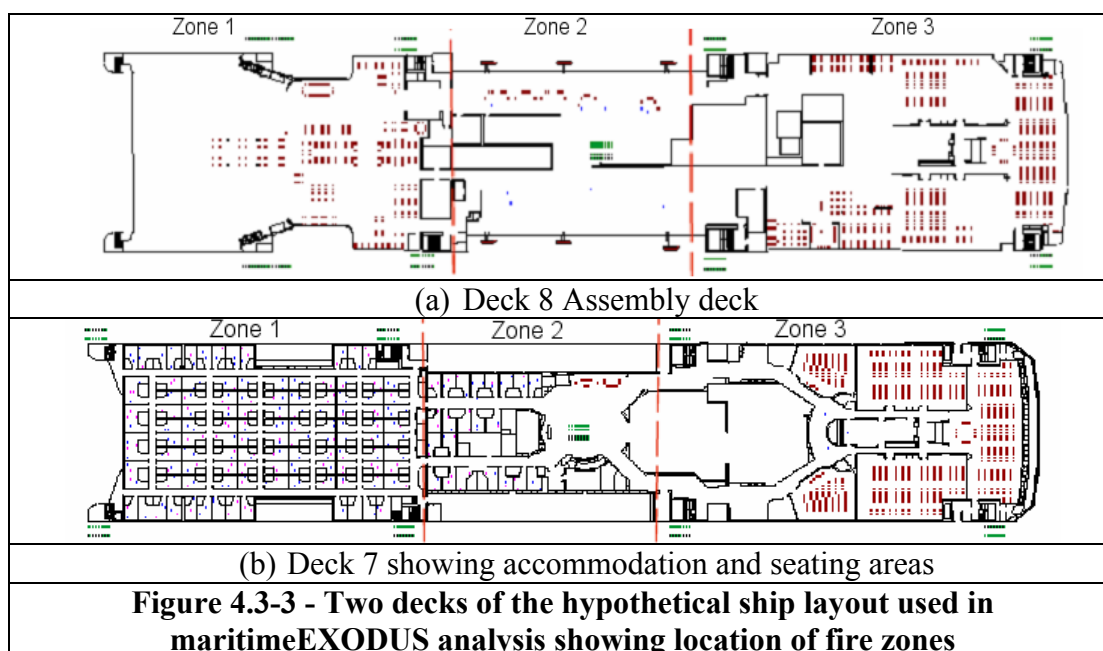 Zone 1 Zone 2 Zone 3
(a) Deck 8 Assembly deck
Zone 1 Zone 2 Zone 3
(b) Deck 7 showing accommodation and seating areas
Figure 4.3-3 - Two decks of the hypothetical ship layout used in
maritimeEXODUS analysis showing location of fire zones